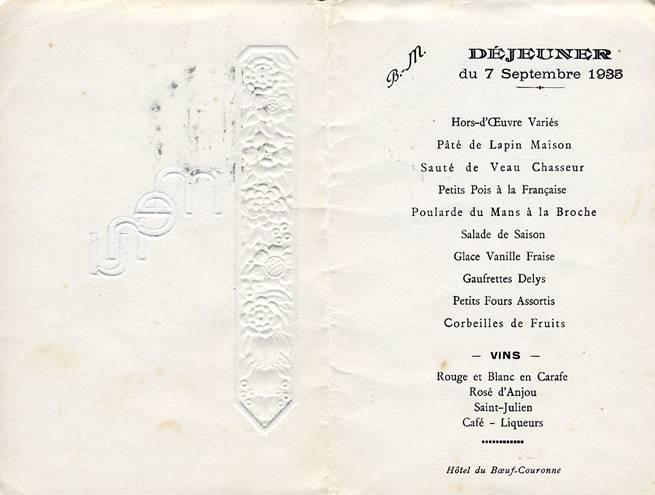 B.-M.
DÉJEUNER
du 7 Septembre 1935
Hors-d'Œuvre Variés
Pâté de Lapin Maison
Sauté de Veau Chasseur
Petits Pois à la Française
Poularde du Mans à la Broche
Salade de Saison
Glace Vanille Fraise
Gaufrettes Delys
Petits Fours Assortis
Corbeilles de Fruits
— VINS —
Rouge et Blanc en Carafe
Rosé d'Anjou
Saint-Julien
Café - Liqueurs
Hôtel du Bœuf-Couronne
menu